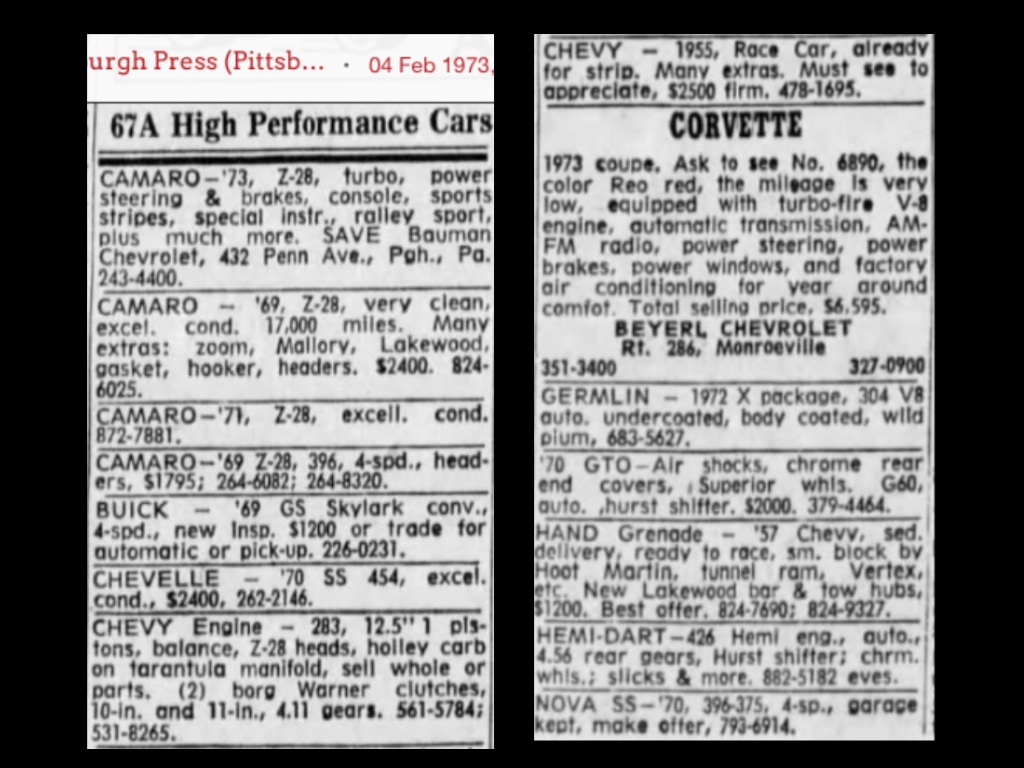 urgh Press (Pittsb... · 04 Feb 1973,
67A High Performance Cars
CAMARO—'73, Z-28, turbo, power
steering & brakes, console, sports
stripes, special instr., ralley sport,
plus much more. SAVE Bauman
Chevrolet, 432 Penn Ave., Pgh., Pa.
243-4400.
CAMARO — '69, Z-28, very clean,
excel. cond. 17,000 miles. Many
extras: zoom, Mallory, Lakewood,
gasket, hooker, headers. $2400. 824-
6025.
CAMARO—'71, Z-28, excell. cond.
872-7881.
CAMARO—'69 Z-28, 396, 4-spd., head-
ers, $1795; 264-6082; 264-8320.
BUICK — '69 GS Skylark conv.,
4-spd., new insp. $1200 or trade for
automatic or pick-up. 226-0231.
CHEVELLE — '70 SS 454, excel.
cond., $2400, 262-2146.
CHEVY Engine — 283, 12.5" 1 pis-
tons, balance, Z-28 heads, holley carb
on tarantula manifold, sell whole or
parts. (2) borg Warner clutches,
10-in. and 11-in., 4.11 gears. 561-5784;
531-8265.
CHEVY — 1955, Race Car, already
for strip. Many extras. Must see to
appreciate, $2500 firm. 478-1695.
CORVETTE
1973 coupe. Ask to see No. 6890, the
color Reo red, the mileage is very
low, equipped with turbo-fire V-8
engine, automatic transmission, AM-
FM radio, power steering, power
brakes, power windows, and factory
air conditioning for year around
comfot. Total selling price, $6,595.
BEYERL CHEVROLET
Rt. 286, Monroeville
351-3400 327-0900
GERMLIN — 1972 X package, 304 V8
auto. undercoated, body coated, wild
plum, 683-5627.
'70 GTO—Air shocks, chrome rear
end covers, Superior whls. G60,
auto. ,hurst shifter. $2000. 379-4464.
HAND Grenade — '57 Chevy, sed.
delivery, ready to race, sm. block by
Hoot Martin, tunnel ram, Vertex,
etc. New Lakewood bar & tow hubs,
$1200. Best offer. 824-7690; 824-9327.
HEMI-DART—426 Hemi eng., auto.,
4.56 rear gears, Hurst shifter; chrm.
whls.; slicks & more. 882-5182 eves.
NOVA SS—'70, 396-375, 4-sp., garage
kept, make offer, 793-6914.